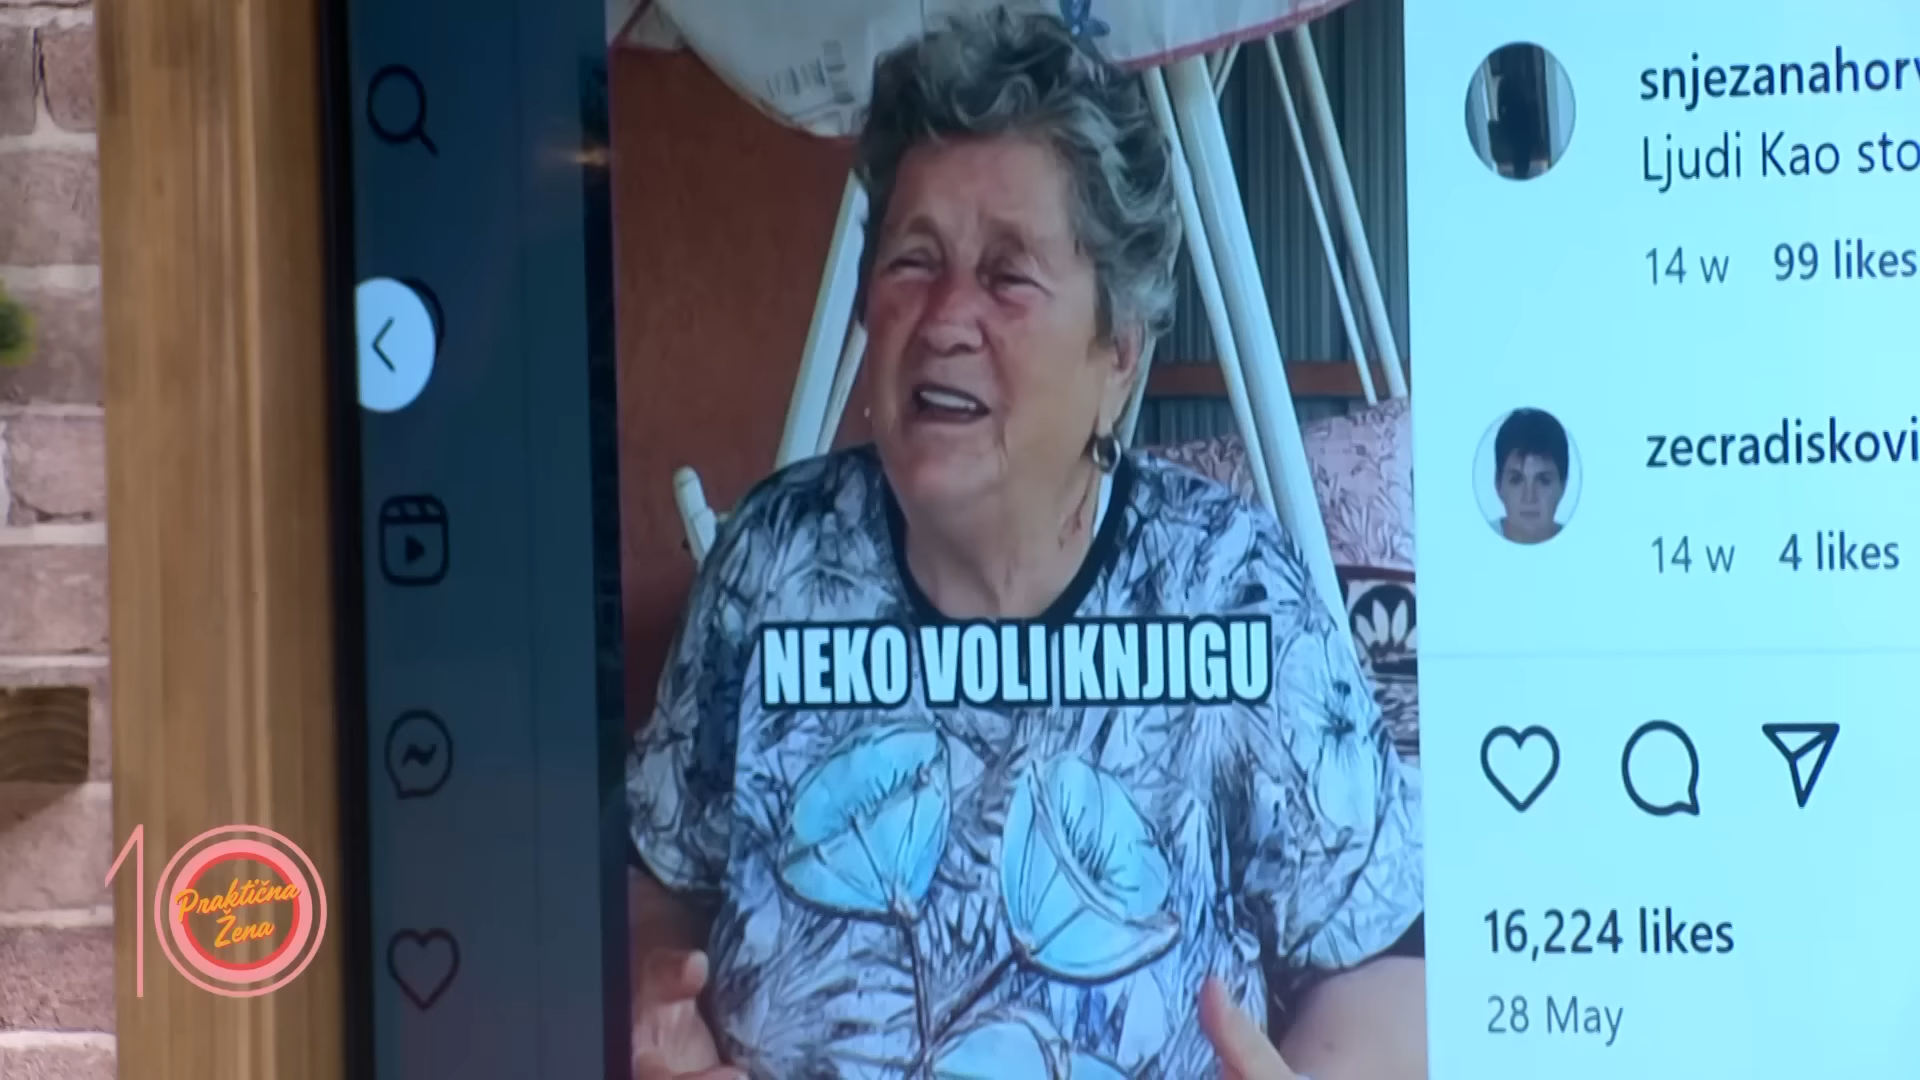 snjezanahorv
Ljudi Kao sto
14 w 99 likes
zecradiskovi
14 w 4 likes
NEKO VOLI KNJIGU
16,224 likes
28 May
10
Praktična
Žena